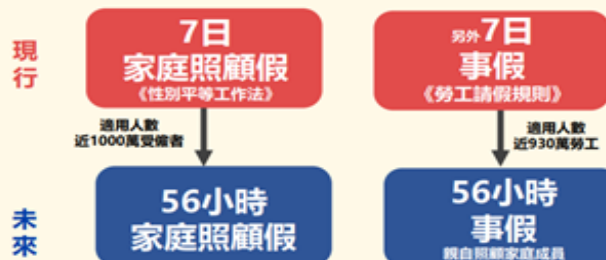 現行
7日
家庭照顧假
《性別平等工作法》
另外7日
事假
《勞工請假規則》
適用人數
近1000萬受僱者
適用人數
近930萬勞工
未來
56小時
家庭照顧假
56小時
事假
親自照顧家庭成員